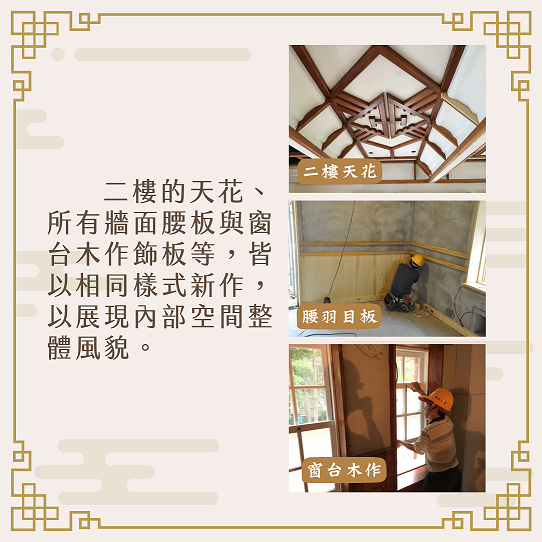 二樓的天花、
所有牆面腰板與窗
台木作飾板等，皆
以相同樣式新作，
以展現內部空間整
體風貌。
二樓天花
腰羽目板
窗台木作